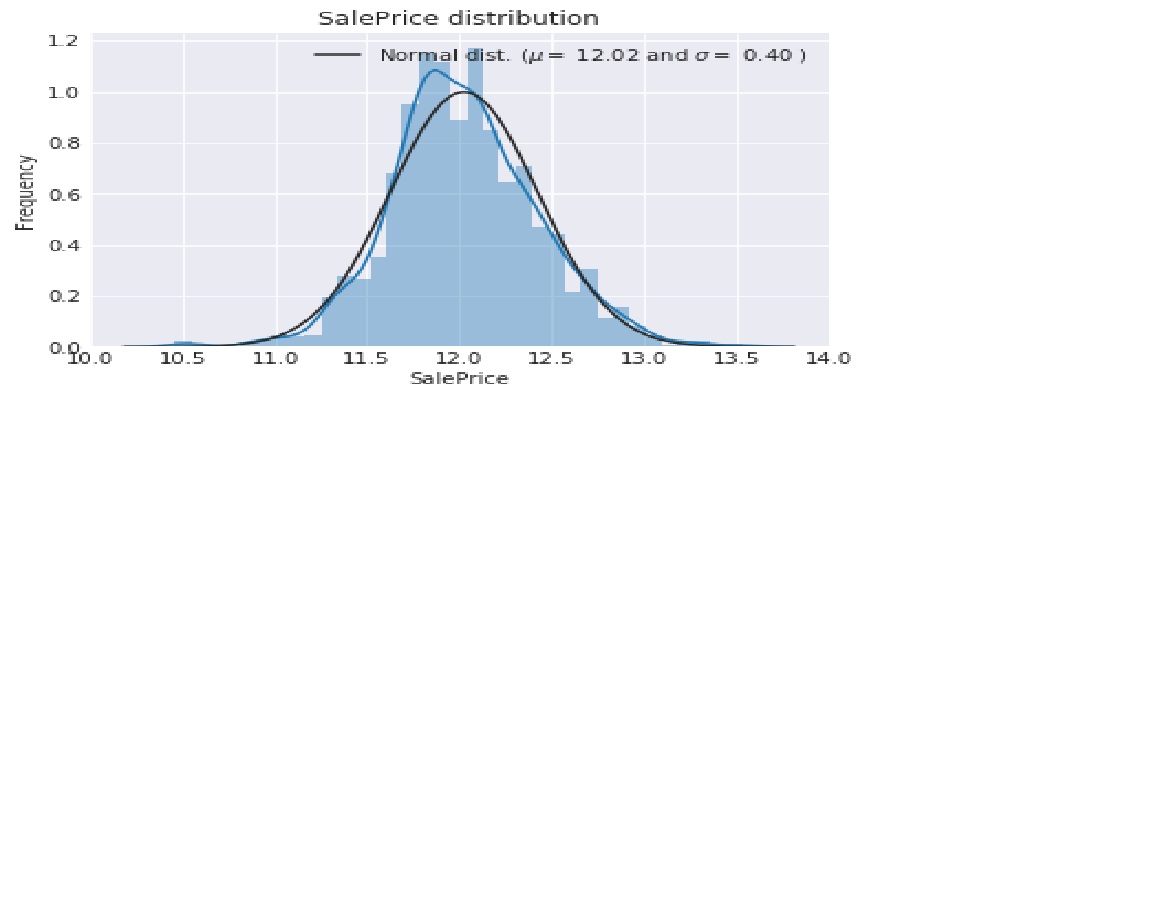 SalePrice distribution
Normal dist. (μ = 12.02 and σ = 0.40 )
1.2
1.0
0.8
0.6
0.4
0.2
0.0
Frequency
10.0 10.5 11.0 11.5 12.0 12.5 13.0 13.5 14.0
SalePrice